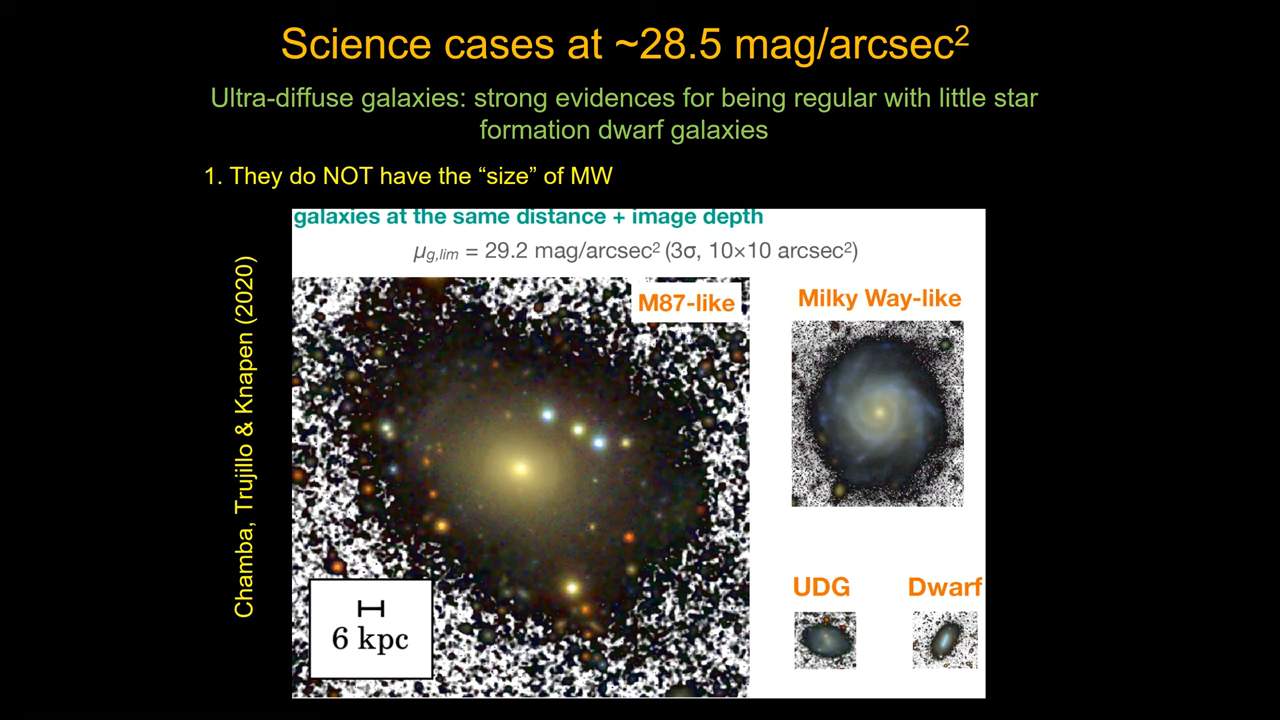 Science cases at ~28.5 mag/arcsec²
Ultra-diffuse galaxies: strong evidences for being regular with little star
formation dwarf galaxies
1. They do NOT have the “size” of MW
Chamba, Trujillo & Knapen (2020)
galaxies at the same distance + image depth
μg,lim = 29.2 mag/arcsec² (3σ, 10×10 arcsec²)
M87-like
Milky Way-like
UDG
Dwarf
6 kpc